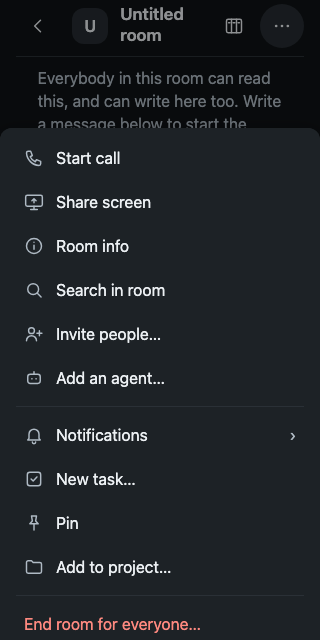 U
Untitled
room
Everybody in this room can read
this, and can write here too. Write
a message below to start the
Start call
Share screen
Room info
Search in room
Invite people...
Add an agent...
Notifications
New task...
Pin
Add to project...
End room for everyone...